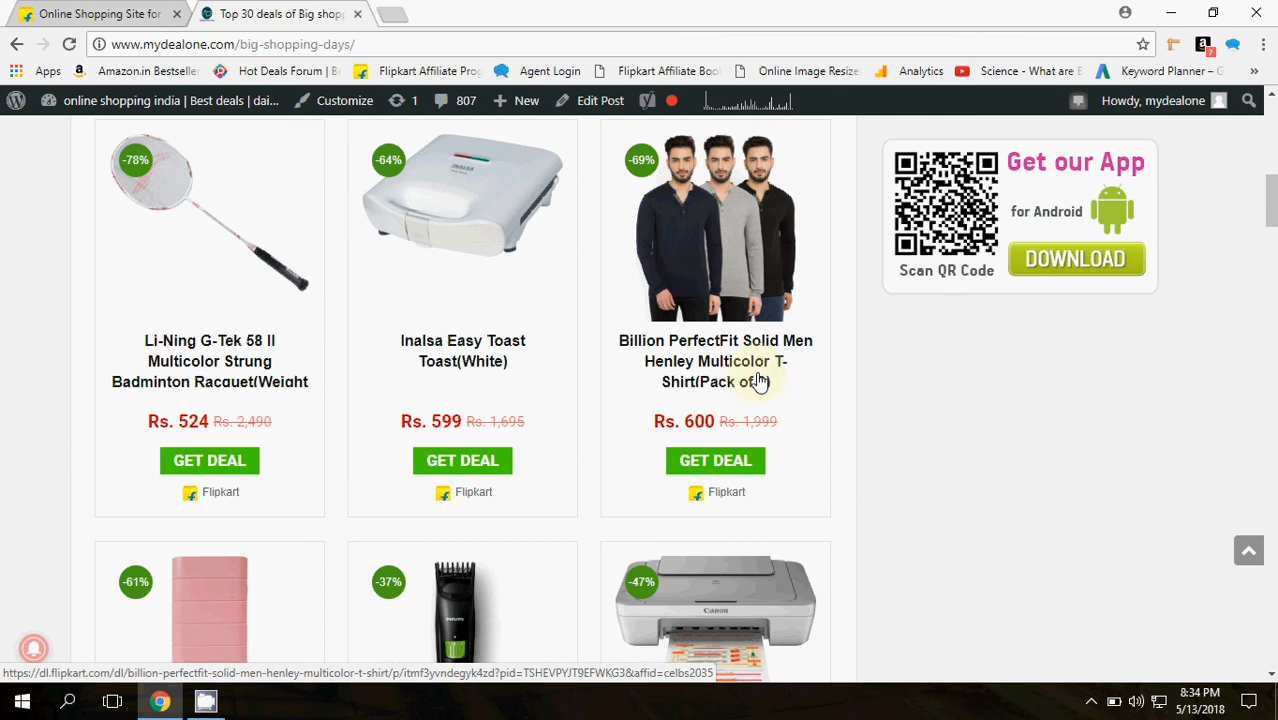 Online Shopping Site for
Top 30 deals of Big shopp
www.mydealone.com/big-shopping-days/
7
Apps
Amazon.in Bestselle
Hot Deals Forum | Be
Flipkart Affiliate Prog
Agent Login
Flipkart Affiliate Boo
Online Image Resize
Analytics
Science - What are B
Keyword Planner – G
online shopping india | Best deals | dai...
Customize
1
807
New
Edit Post
Howdy, mydealone
-78%
-64%
INALSA
-69%
Get our App
for Android
DOWNLOAD
Scan QR Code
Li-Ning G-Tek 58 II
Multicolor Strung
Badminton Racquet(Weight
Rs. 524 Rs. 2,490
GET DEAL
Flipkart
Inalsa Easy Toast
Toast(White)
Rs. 599 Rs. 1,695
GET DEAL
Flipkart
Billion PerfectFit Solid Men
Henley Multicolor T-
Shirt(Pack of
Rs. 600 Rs. 1,999
GET DEAL
Flipkart
-61%
-37%
PHILIPS
-47%
Canon
https://dl.flipkart.com/dl/billion-perfectfit-solid-men-henley-multicolor-t-shirt/p/itmf3yvndegyk4zd?pid=TSHEVPYJT9EFWKG3&affid=celbs2035
8:34 PM
5/13/2018